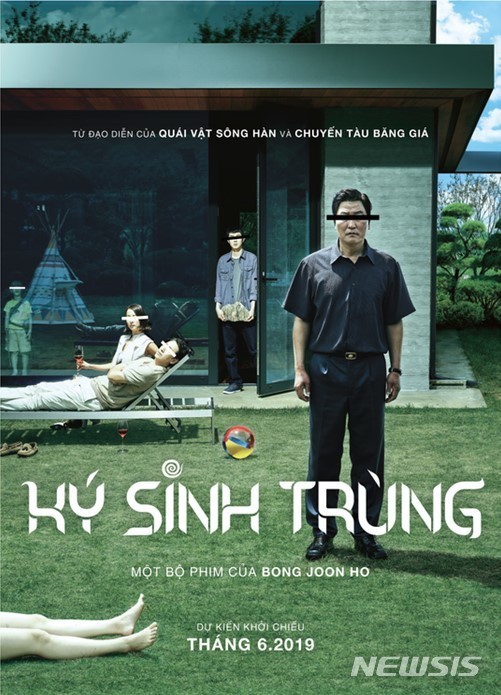 TỪ ĐẠO DIỄN CỦA QUÁI VẬT SÔNG HÀN VÀ CHUYẾN TÀU BĂNG GIÁ
KÝ SINH TRÙNG
MỘT BỘ PHIM CỦA BONG JOON HO
DỰ KIẾN KHỞI CHIẾU
THÁNG 6.2019
NEWSIS